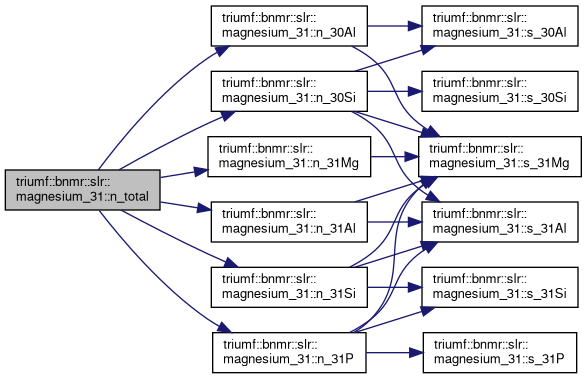 triumf::bnmr::slr::
magnesium_31::n_total
triumf::bnmr::slr::
magnesium_31::n_30Al
triumf::bnmr::slr::
magnesium_31::n_30Si
triumf::bnmr::slr::
magnesium_31::n_31Mg
triumf::bnmr::slr::
magnesium_31::n_31Al
triumf::bnmr::slr::
magnesium_31::n_31Si
triumf::bnmr::slr::
magnesium_31::n_31P
triumf::bnmr::slr::
magnesium_31::s_30Al
triumf::bnmr::slr::
magnesium_31::s_30Si
triumf::bnmr::slr::
magnesium_31::s_31Mg
triumf::bnmr::slr::
magnesium_31::s_31Al
triumf::bnmr::slr::
magnesium_31::s_31Si
triumf::bnmr::slr::
magnesium_31::s_31P